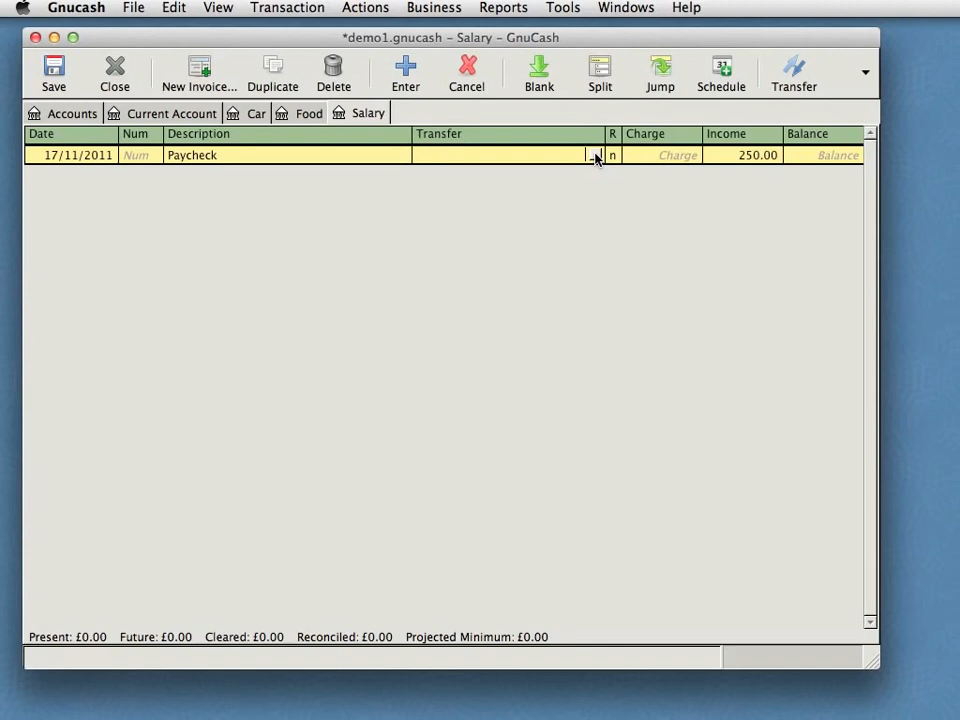 Gnucash File Edit View Transaction Actions Business Reports Tools Windows Help
*demo1.gnucash – Salary – GnuCash
Save Close New Invoice... Duplicate Delete Enter Cancel Blank Split Jump 31 Schedule Transfer
Accounts Current Account Car Food Salary
Date Num Description Transfer R Charge Income Balance
17/11/2011 Num Paycheck n Charge 250.00 Balance
Present: £0.00 Future: £0.00 Cleared: £0.00 Reconciled: £0.00 Projected Minimum: £0.00